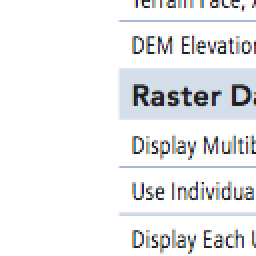 Terrain Face,
DEM Elevation
Raster Da
Display Multib
Use Individua
Display Each U